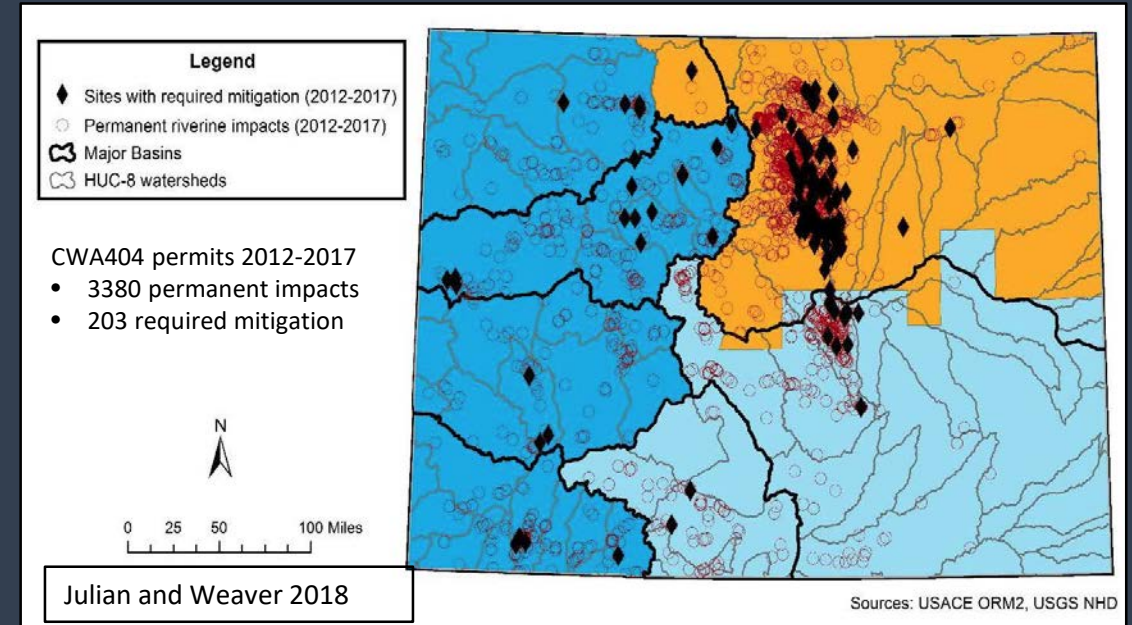 Legend
Sites with required mitigation (2012-2017)
Permanent riverine impacts (2012-2017)
Major Basins
HUC-8 watersheds
CWA404 permits 2012-2017
• 3380 permanent impacts
• 203 required mitigation
N
0 25 50 100 Miles
Julian and Weaver 2018
Sources: USACE ORM2, USGS NHD